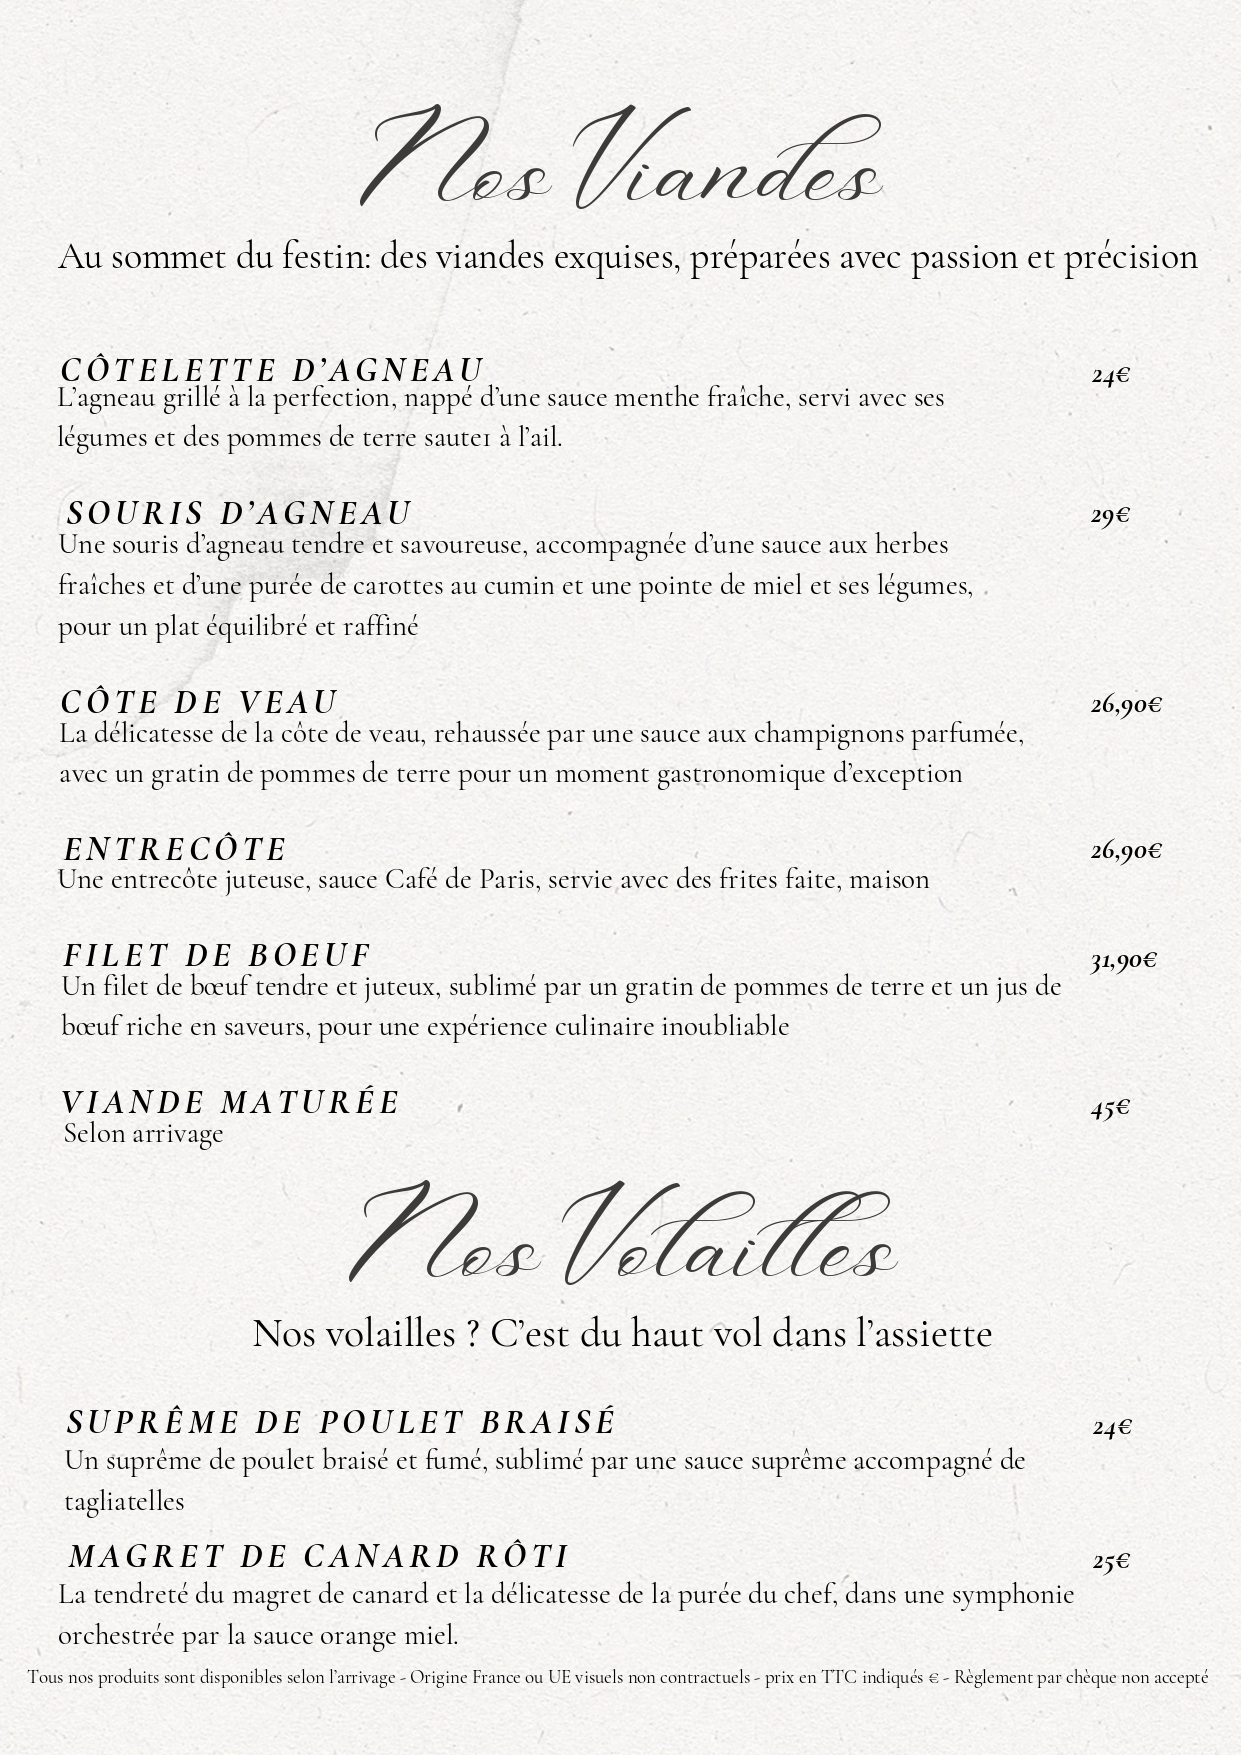 Nos Viandes
Au sommet du festin: des viandes exquises, préparées avec passion et précision
CÔTELETTE D’AGNEAU 24€
L’agneau grillé à la perfection, nappé d’une sauce menthe fraîche, servi avec ses
légumes et des pommes de terre sauter à l’ail.
SOURIS D’AGNEAU 29€
Une souris d’agneau tendre et savoureuse, accompagnée d’une sauce aux herbes
fraîches et d’une purée de carottes au cumin et une pointe de miel et ses légumes,
pour un plat équilibré et raffiné
CÔTE DE VEAU 26,90€
La délicatesse de la côte de veau, rehaussée par une sauce aux champignons parfumée,
avec un gratin de pommes de terre pour un moment gastronomique d’exception
ENTRECÔTE 26,90€
Une entrecôte juteuse, sauce Café de Paris, servie avec des frites faite, maison
FILET DE BOEUF 31,90€
Un filet de bœuf tendre et juteux, sublimé par un gratin de pommes de terre et un jus de
bœuf riche en saveurs, pour une expérience culinaire inoubliable
VIANDE MATURÉE 45€
Selon arrivage
Nos Volailles
Nos volailles ? C’est du haut vol dans l’assiette
SUPRÊME DE POULET BRAISÉ 24€
Un suprême de poulet braisé et fumé, sublimé par une sauce suprême accompagné de
tagliatelles
MAGRET DE CANARD RÔTI 25€
La tendreté du magret de canard et la délicatesse de la purée du chef, dans une symphonie
orchestrée par la sauce orange miel.
Tous nos produits sont disponibles selon l’arrivage - Origine France ou UE visuels non contractuels - prix en TTC indiqués € - Règlement par chèque non accepté